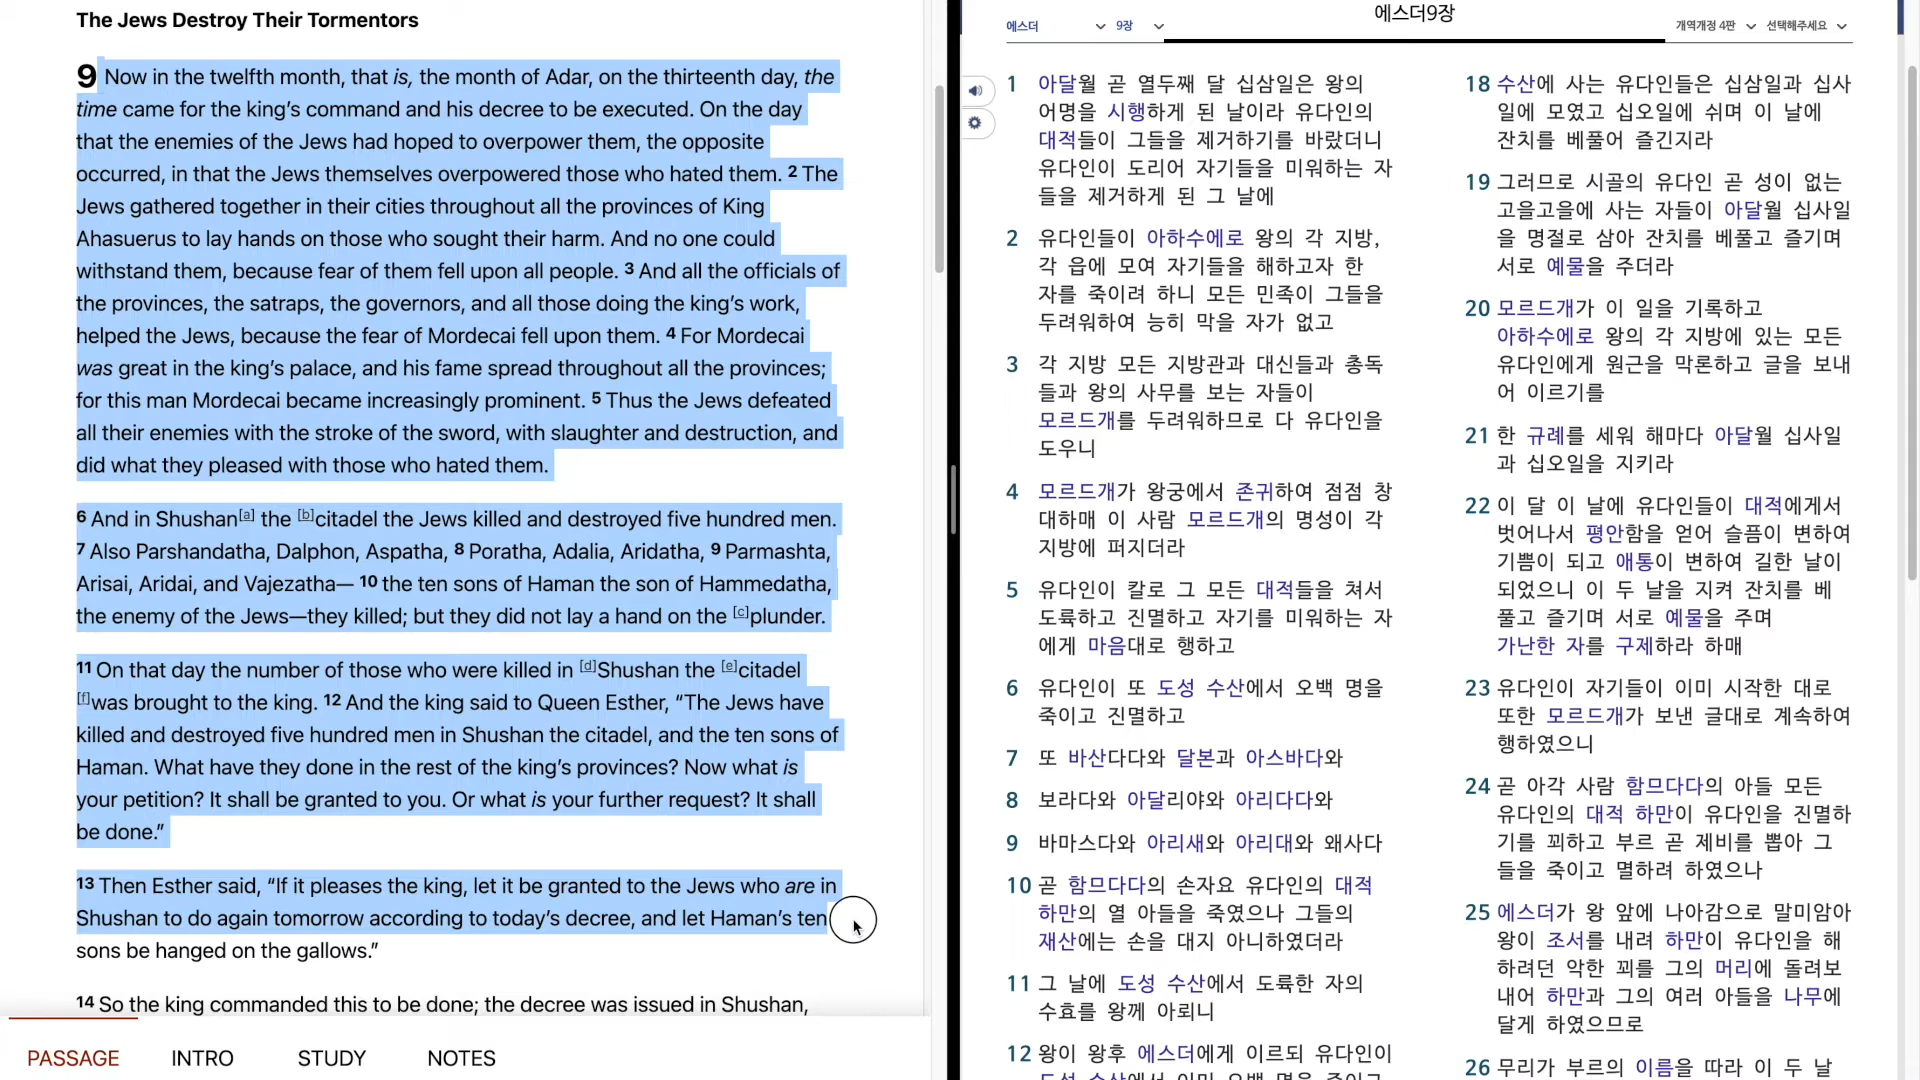 The Jews Destroy Their Tormentors
9 Now in the twelfth month, that is, the month of Adar, on the thirteenth day, the
time came for the king’s command and his decree to be executed. On the day
that the enemies of the Jews had hoped to overpower them, the opposite
occurred, in that the Jews themselves overpowered those who hated them. 2 The
Jews gathered together in their cities throughout all the provinces of King
Ahasuerus to lay hands on those who sought their harm. And no one could
withstand them, because fear of them fell upon all people. 3 And all the officials of
the provinces, the satraps, the governors, and all those doing the king’s work,
helped the Jews, because the fear of Mordecai fell upon them. 4 For Mordecai
was great in the king’s palace, and his fame spread throughout all the provinces;
for this man Mordecai became increasingly prominent. 5 Thus the Jews defeated
all their enemies with the stroke of the sword, with slaughter and destruction, and
did what they pleased with those who hated them.
6 And in Shushan[a] the [b]citadel the Jews killed and destroyed five hundred men.
7 Also Parshandatha, Dalphon, Aspatha, 8 Poratha, Adalia, Aridatha, 9 Parmashta,
Arisai, Aridai, and Vajezatha— 10 the ten sons of Haman the son of Hammedatha,
the enemy of the Jews—they killed; but they did not lay a hand on the [c]plunder.
11 On that day the number of those who were killed in [d]Shushan the [e]citadel
[f]was brought to the king. 12 And the king said to Queen Esther, “The Jews have
killed and destroyed five hundred men in Shushan the citadel, and the ten sons of
Haman. What have they done in the rest of the king’s provinces? Now what is
your petition? It shall be granted to you. Or what is your further request? It shall
be done.”
13 Then Esther said, “If it pleases the king, let it be granted to the Jews who are in
Shushan to do again tomorrow according to today’s decree, and let Haman’s ten
sons be hanged on the gallows.”
14 So the king commanded this to be done; the decree was issued in Shushan,
PASSAGE INTRO STUDY NOTES
에스더9장
에스더 9장 개역개정 4판 선택해주세요
1 아달월 곧 열두째 달 십삼일은 왕의
어명을 시행하게 된 날이라 유다인의
대적들이 그들을 제거하기를 바랐더니
유다인이 도리어 자기들을 미워하는 자
들을 제거하게 된 그 날에
2 유다인들이 아하수에로 왕의 각 지방,
각 읍에 모여 자기들을 해하고자 한
자를 죽이려 하니 모든 민족이 그들을
두려워하여 능히 막을 자가 없고
3 각 지방 모든 지방관과 대신들과 총독
들과 왕의 사무를 보는 자들이
모르드개를 두려워하므로 다 유다인을
도우니
4 모르드개가 왕궁에서 존귀하여 점점 창
대하매 이 사람 모르드개의 명성이 각
지방에 퍼지더라
5 유다인이 칼로 그 모든 대적들을 쳐서
도륙하고 진멸하고 자기를 미워하는 자
에게 마음대로 행하고
6 유다인이 또 도성 수산에서 오백 명을
죽이고 진멸하고
7 또 바산다다와 달본과 아스바다와
8 보라다와 아달리야와 아리다다와
9 바마스다와 아리새와 아리대와 왜사다
10 곧 함므다다의 손자요 유다인의 대적
하만의 열 아들을 죽였으나 그들의
재산에는 손을 대지 아니하였더라
11 그 날에 도성 수산에서 도륙한 자의
수효를 왕께 아뢰니
12 왕이 왕후 에스더에게 이르되 유다인이
도성 수산에서 이미 오백 명을 죽이고
18 수산에 사는 유다인들은 십삼일과 십사
일에 모였고 십오일에 쉬며 이 날에
잔치를 베풀어 즐긴지라
19 그러므로 시골의 유다인 곧 성이 없는
고을고을에 사는 자들이 아달월 십사일
을 명절로 삼아 잔치를 베풀고 즐기며
서로 예물을 주더라
20 모르드개가 이 일을 기록하고
아하수에로 왕의 각 지방에 있는 모든
유다인에게 원근을 막론하고 글을 보내
어 이르기를
21 한 규례를 세워 해마다 아달월 십사일
과 십오일을 지키라
22 이 달 이 날에 유다인들이 대적에게서
벗어나서 평안함을 얻어 슬픔이 변하여
기쁨이 되고 애통이 변하여 길한 날이
되었으니 이 두 날을 지켜 잔치를 베
풀고 즐기며 서로 예물을 주며
가난한 자를 구제하라 하매
23 유다인이 자기들이 이미 시작한 대로
또한 모르드개가 보낸 글대로 계속하여
행하였으니
24 곧 아각 사람 함므다다의 아들 모든
유다인의 대적 하만이 유다인을 진멸하
기를 꾀하고 부르 곧 제비를 뽑아 그
들을 죽이고 멸하려 하였으나
25 에스더가 왕 앞에 나아감으로 말미암아
왕이 조서를 내려 하만이 유다인을 해
하려던 악한 꾀를 그의 머리에 돌려보
내어 하만과 그의 여러 아들을 나무에
달게 하였으므로
26 무리가 부르의 이름을 따라 이 두 날